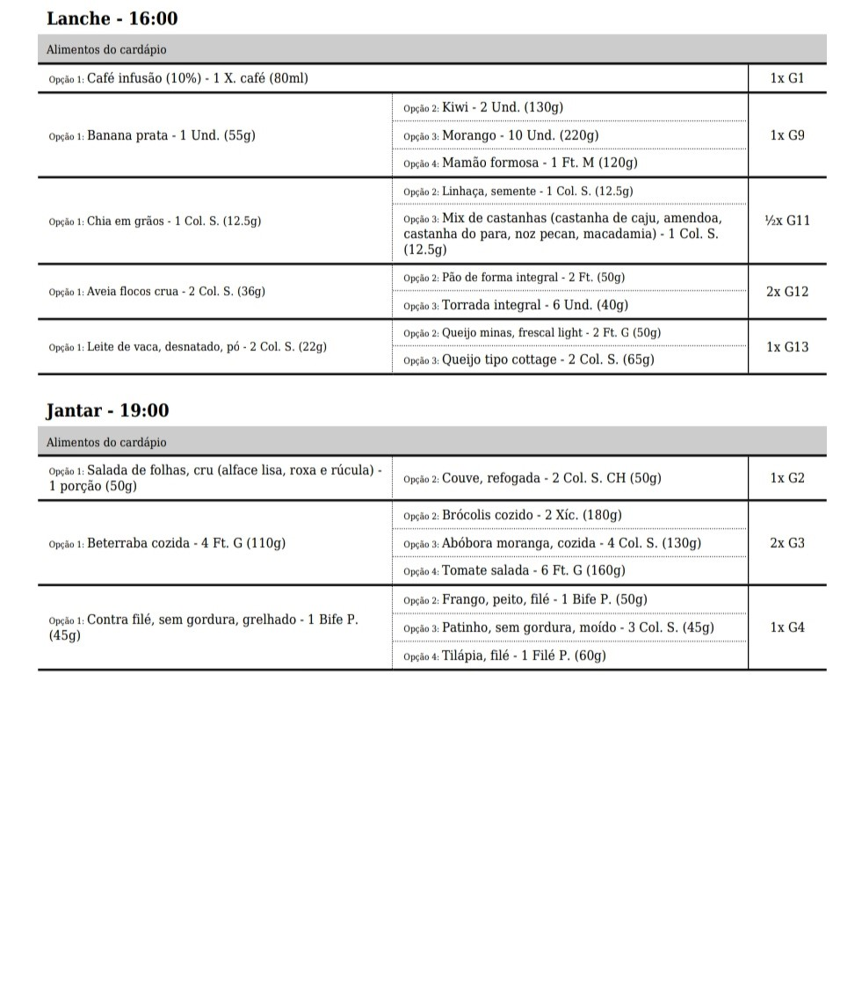 Lanche - 16:00
Alimentos do cardápio
Opção 1: Café infusão (10%) - 1 X. café (80ml)
1x G1
Opção 1: Banana prata - 1 Und. (55g)
Opção 2: Kiwi - 2 Und. (130g)
Opção 3: Morango - 10 Und. (220g)
Opção 4: Mamão formosa - 1 Ft. M (120g)
1x G9
Opção 1: Chia em grãos - 1 Col. S. (12.5g)
Opção 2: Linhaça, semente - 1 Col. S. (12.5g)
Opção 3: Mix de castanhas (castanha de caju, amendoa,
castanha do para, noz pecan, macadamia) - 1 Col. S.
(12.5g)
½x G11
Opção 1: Aveia flocos crua - 2 Col. S. (36g)
Opção 2: Pão de forma integral - 2 Ft. (50g)
Opção 3: Torrada integral - 6 Und. (40g)
2x G12
Opção 1: Leite de vaca, desnatado, pó - 2 Col. S. (22g)
Opção 2: Queijo minas, frescal light - 2 Ft. G (50g)
Opção 3: Queijo tipo cottage - 2 Col. S. (65g)
1x G13
Jantar - 19:00
Alimentos do cardápio
Opção 1: Salada de folhas, cru (alface lisa, roxa e rúcula) -
1 porção (50g)
Opção 2: Couve, refogada - 2 Col. S. CH (50g)
1x G2
Opção 1: Beterraba cozida - 4 Ft. G (110g)
Opção 2: Brócolis cozido - 2 Xíc. (180g)
Opção 3: Abóbora moranga, cozida - 4 Col. S. (130g)
Opção 4: Tomate salada - 6 Ft. G (160g)
2x G3
Opção 1: Contra filé, sem gordura, grelhado - 1 Bife P.
(45g)
Opção 2: Frango, peito, filé - 1 Bife P. (50g)
Opção 3: Patinho, sem gordura, moído - 3 Col. S. (45g)
Opção 4: Tilápia, filé - 1 Filé P. (60g)
1x G4